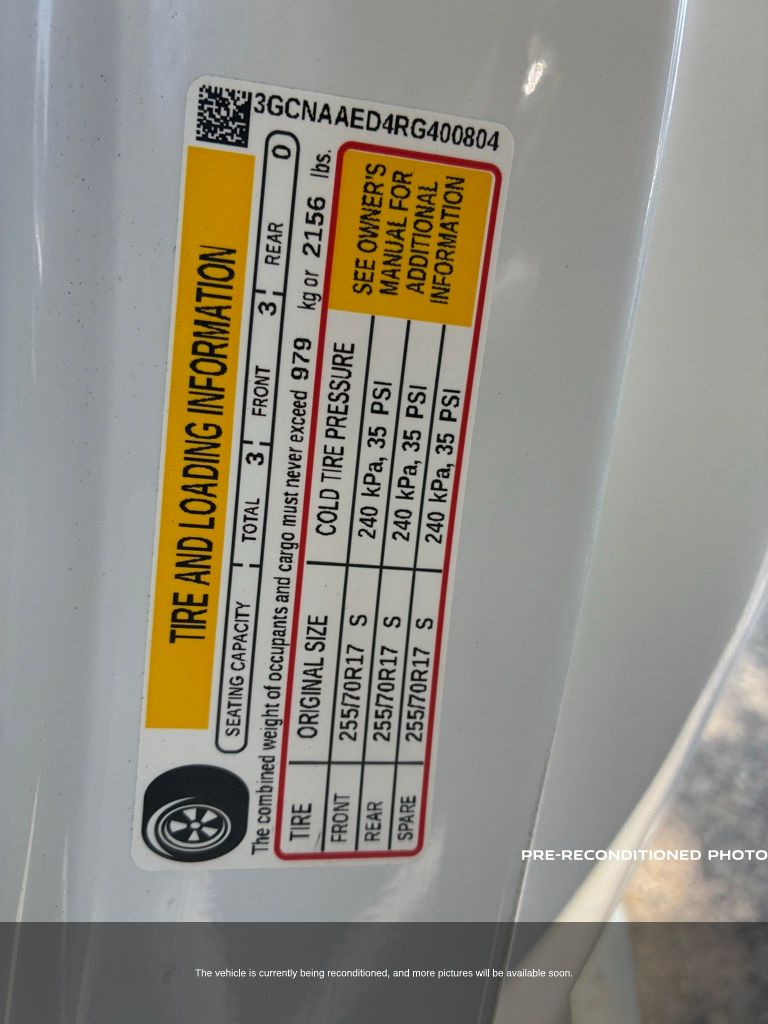 3GCNAAED4RG400804
TIRE AND LOADING INFORMATION
SEATING CAPACITY TOTAL 3 FRONT 3 REAR 0
The combined weight of occupants and cargo must never exceed 979 kg or 2156 lbs.
TIRE ORIGINAL SIZE COLD TIRE PRESSURE
FRONT 255/70R17 S 240 kPa, 35 PSI
REAR 255/70R17 S 240 kPa, 35 PSI
SPARE 255/70R17 S 240 kPa, 35 PSI
SEE OWNER'S
MANUAL FOR
ADDITIONAL
INFORMATION
PRE-RECONDITIONED PHOTO
The vehicle is currently being reconditioned, and more pictures will be available soon.